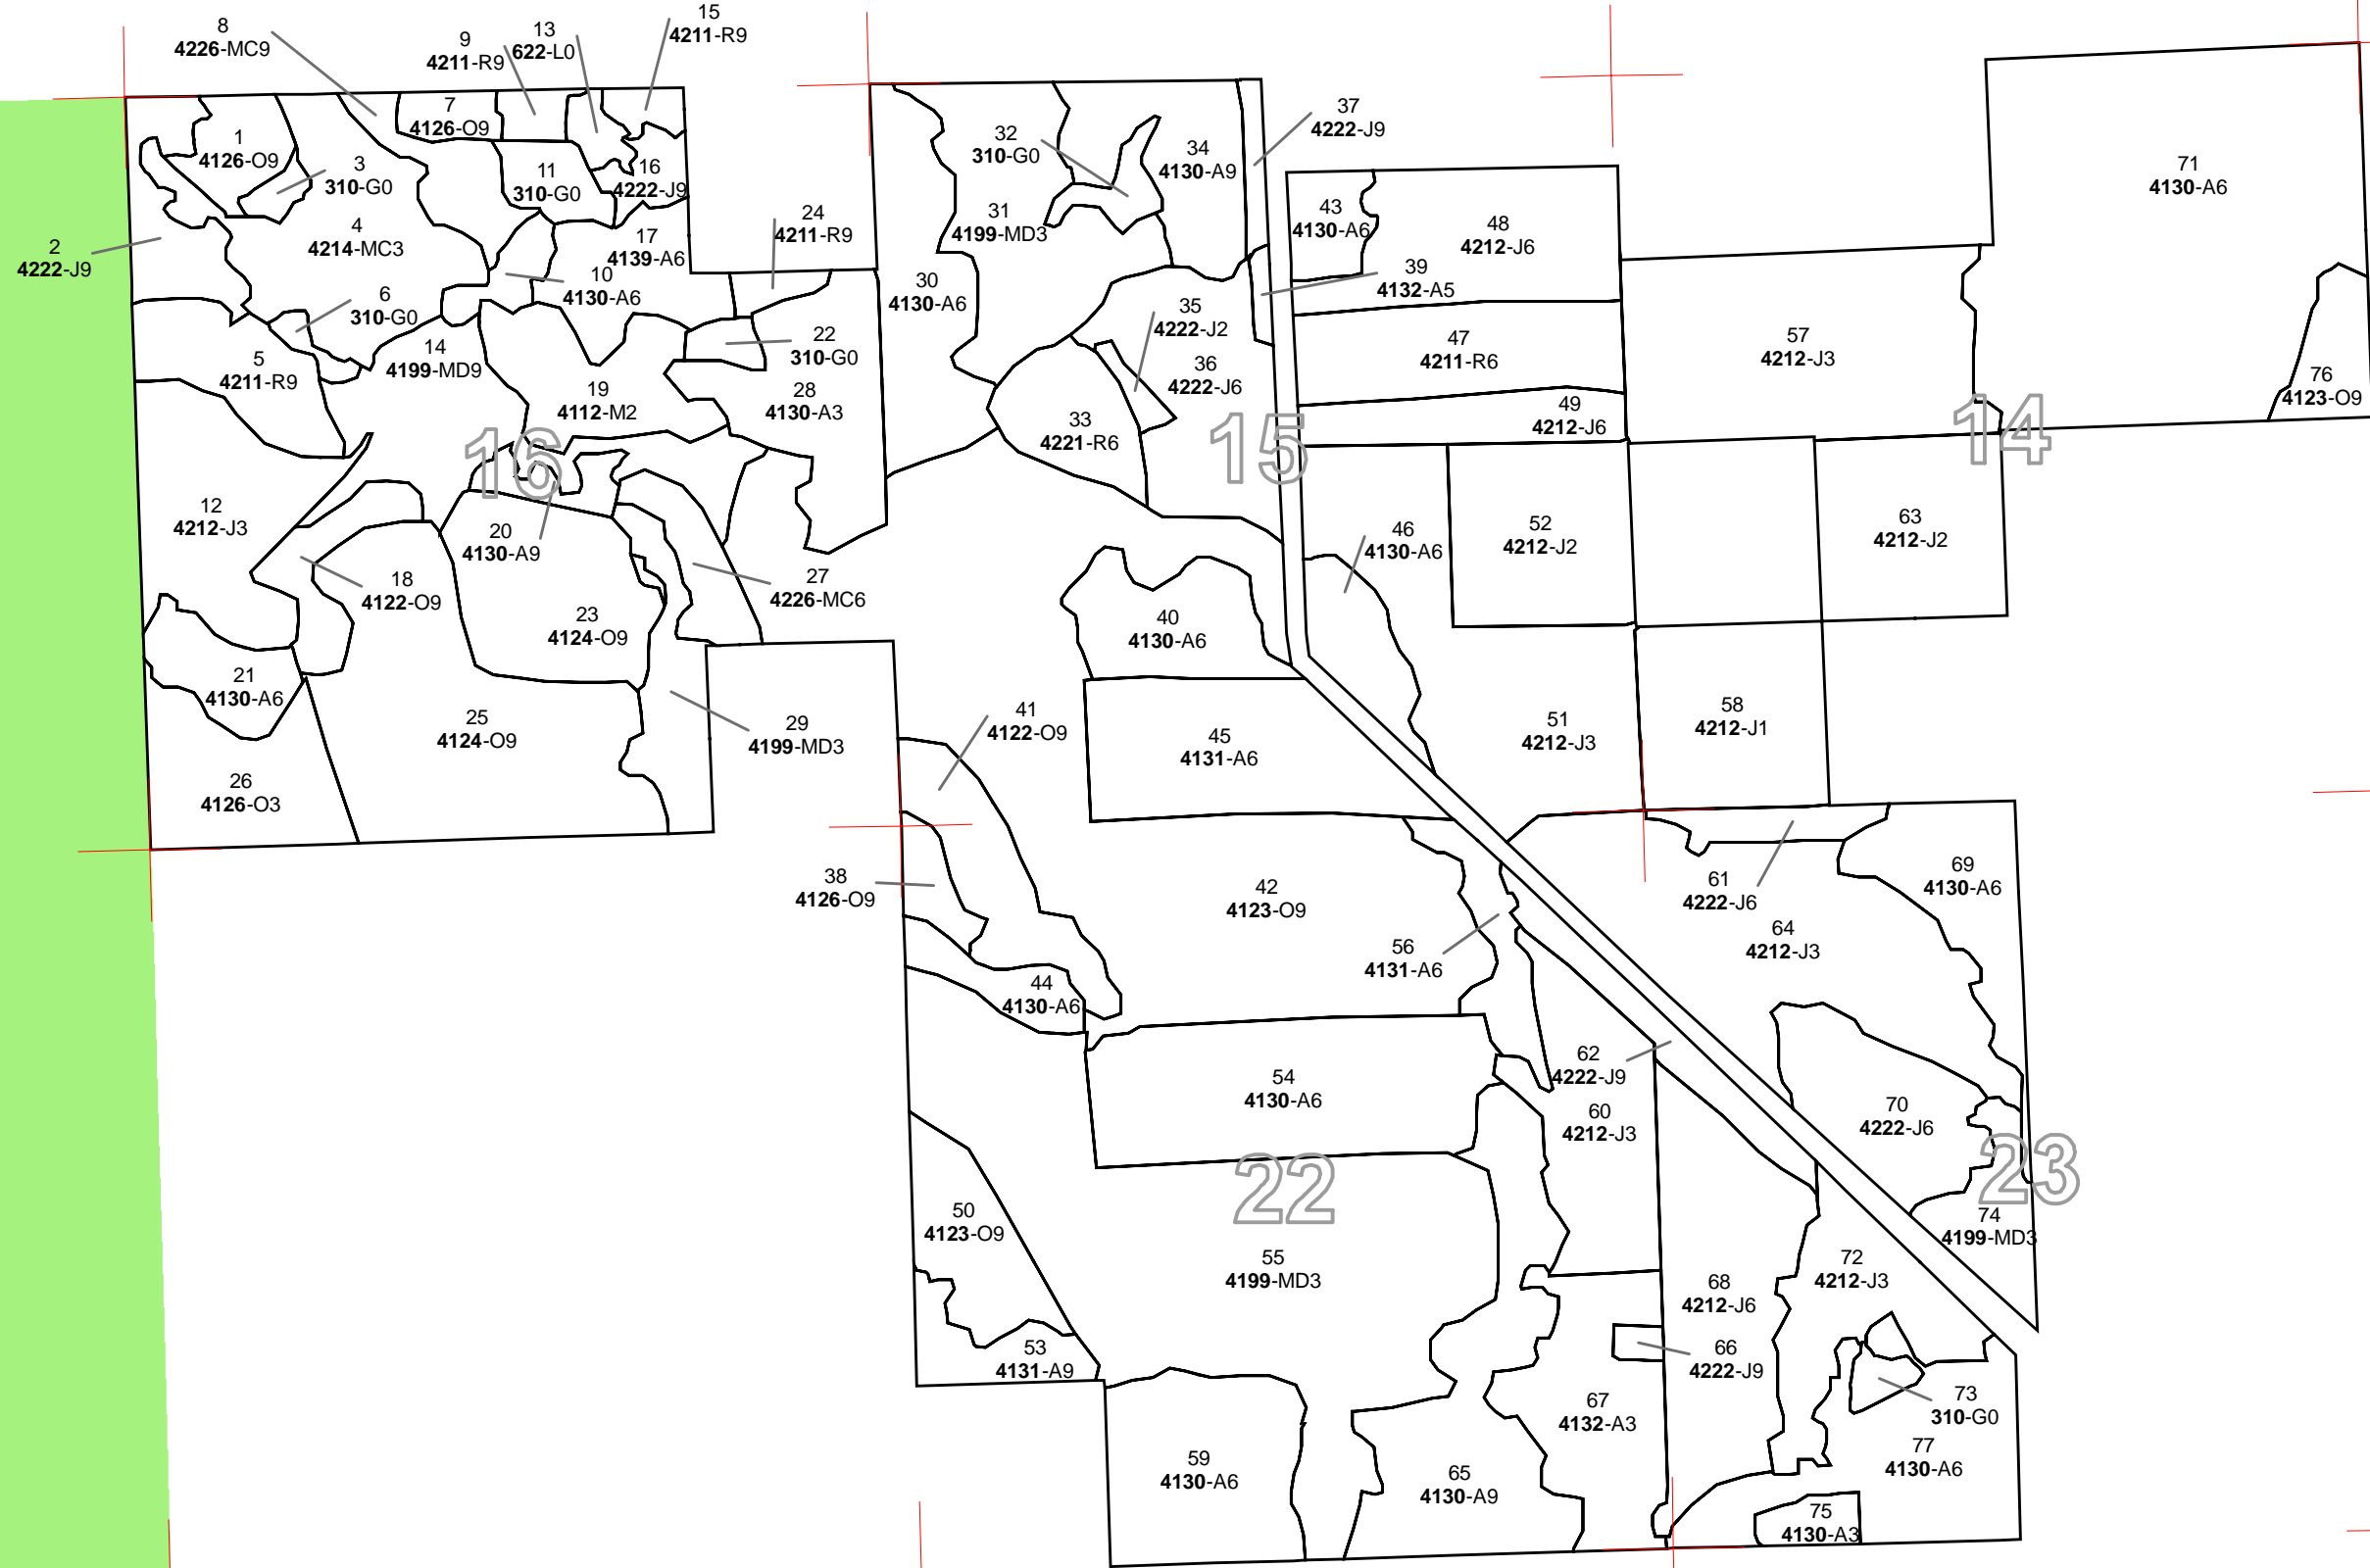 8
4226-MC9
9
4211-R9
13
622-L0
15
4211-R9
7
4126-O9
1
4126-O9
3
310-G0
11
310-G0
16
4222-J9
2
4222-J9
4
4214-MC3
17
4139-A6
24
4211-R9
10
4130-A6
6
310-G0
5
4211-R9
14
4199-MD9
22
310-G0
19
4112-M2
28
4130-A3
16
12
4212-J3
20
4130-A9
18
4122-O9
27
4226-MC6
23
4124-O9
21
4130-A6
25
4124-O9
29
4199-MD3
26
4126-O3
32
310-G0
34
4130-A9
37
4222-J9
31
4199-MD3
30
4130-A6
43
4130-A6
48
4212-J6
39
4132-A5
35
4222-J2
36
4222-J6
33
4221-R6
15
47
4211-R6
49
4212-J6
57
4212-J3
71
4130-A6
76
4123-O9
14
46
4130-A6
52
4212-J2
63
4212-J2
40
4130-A6
41
4122-O9
45
4131-A6
51
4212-J3
58
4212-J1
38
4126-O9
42
4123-O9
56
4131-A6
61
4222-J6
64
4212-J3
69
4130-A6
44
4130-A6
54
4130-A6
62
4222-J9
60
4212-J3
70
4222-J6
23
22
50
4123-O9
55
4199-MD3
74
4199-MD3
72
4212-J3
68
4212-J6
66
4222-J9
53
4131-A9
67
4132-A3
73
310-G0
77
4130-A6
59
4130-A6
65
4130-A9
75
4130-A3